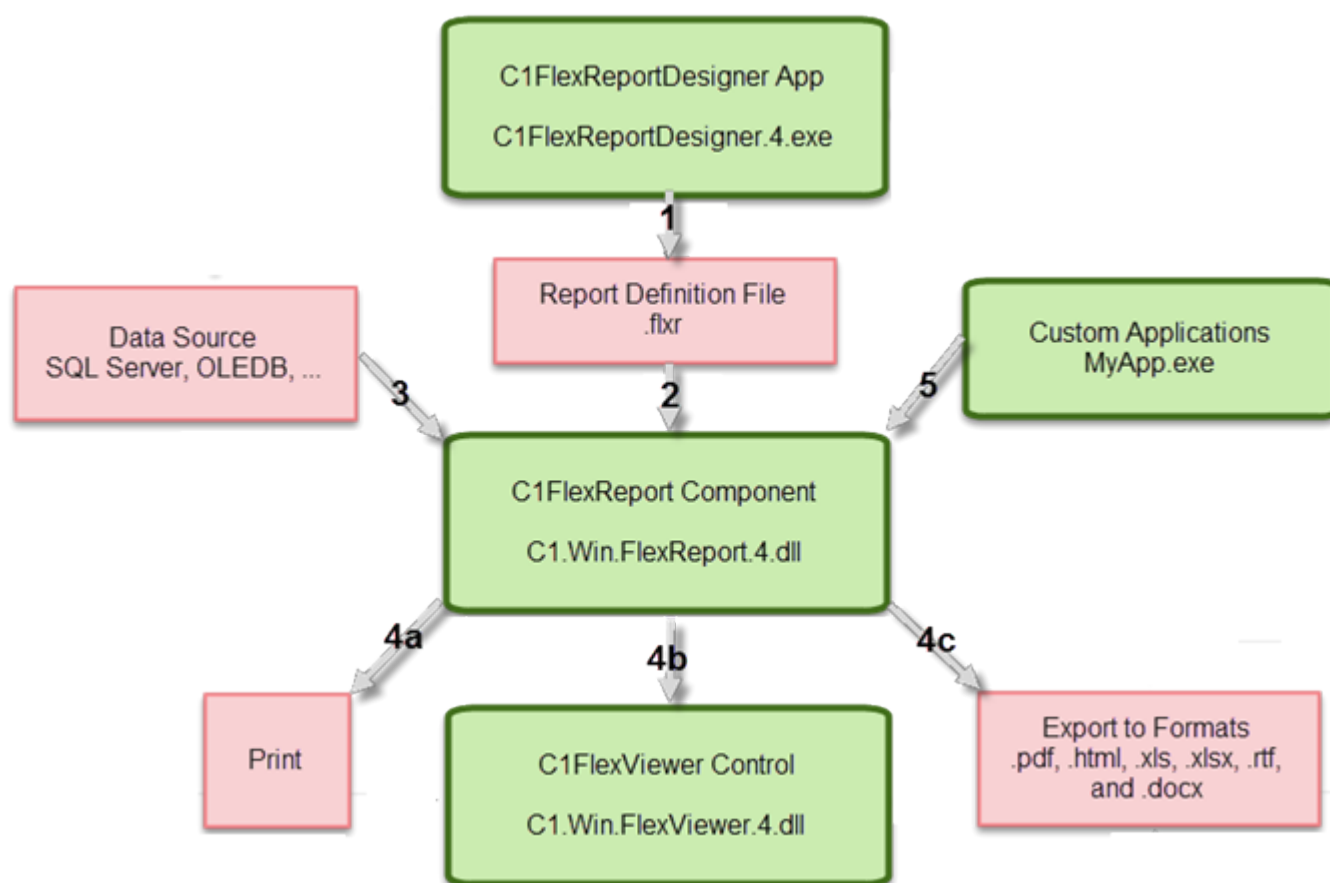 C1FlexReportDesigner App
C1FlexReportDesigner.4.exe
1
Report Definition File
.flxr
Data Source
SQL Server, OLEDB, ...
Custom Applications
MyApp.exe
3
2
5
C1FlexReport Component
C1.Win.FlexReport.4.dll
4a
4b
4c
Print
C1FlexViewer Control
C1.Win.FlexViewer.4.dll
Export to Formats
.pdf, .html, .xls, .xlsx, .rtf,
and .docx